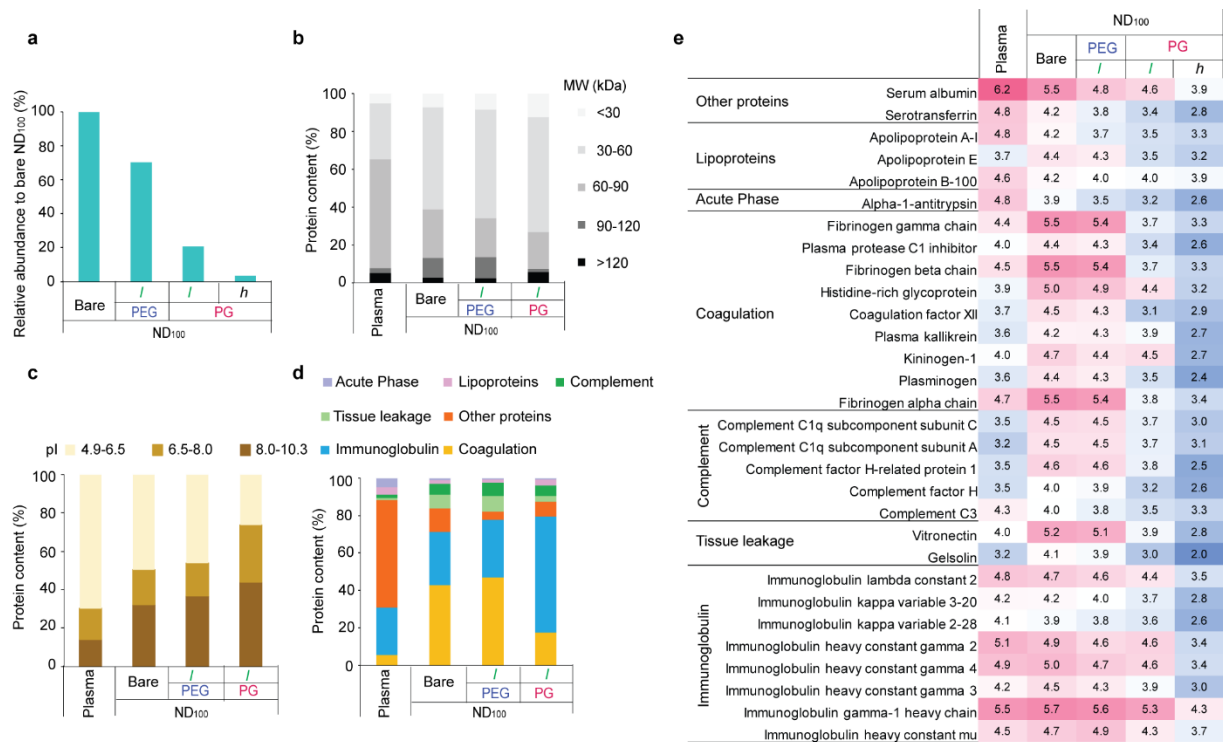 a
Relative abundance to bare ND₁₀₀ (%)
100
80
60
40
20
0
Bare
l
l
h
PEG
PG
ND₁₀₀
b
Protein content (%)
100
80
60
40
20
0
Plasma
Bare
l
l
PEG
PG
ND₁₀₀
MW (kDa)
<30
30-60
60-90
90-120
>120
c
pI
4.9-6.5
6.5-8.0
8.0-10.3
Protein content (%)
100
80
60
40
20
0
Plasma
Bare
l
l
PEG
PG
ND₁₀₀
d
Acute Phase
Lipoproteins
Complement
Tissue leakage
Other proteins
Immunoglobulin
Coagulation
Protein content (%)
100
80
60
40
20
0
Plasma
Bare
l
l
PEG
PG
ND₁₀₀
e
ND₁₀₀
Plasma
Bare
PEG
PG
l
l
h
Other proteins
Serum albumin 6.2 5.5 4.8 4.6 3.9
Serotransferrin 4.8 4.2 3.8 3.4 2.8
Lipoproteins
Apolipoprotein A-I 4.8 4.2 3.7 3.5 3.3
Apolipoprotein E 3.7 4.4 4.3 3.5 3.2
Apolipoprotein B-100 4.6 4.2 4.0 4.0 3.9
Acute Phase
Alpha-1-antitrypsin 4.8 3.9 3.5 3.2 2.6
Coagulation
Fibrinogen gamma chain 4.4 5.5 5.4 3.7 3.3
Plasma protease C1 inhibitor 4.0 4.4 4.3 3.4 2.6
Fibrinogen beta chain 4.5 5.5 5.4 3.7 3.3
Histidine-rich glycoprotein 3.9 5.0 4.9 4.4 3.2
Coagulation factor XII 3.7 4.5 4.3 3.1 2.9
Plasma kallikrein 3.6 4.2 4.3 3.9 2.7
Kininogen-1 4.0 4.7 4.4 4.5 2.7
Plasminogen 3.6 4.4 4.3 3.5 2.4
Fibrinogen alpha chain 4.7 5.5 5.4 3.8 3.4
Complement
Complement C1q subcomponent subunit C 3.5 4.5 4.5 3.7 3.0
Complement C1q subcomponent subunit A 3.2 4.5 4.5 3.7 3.1
Complement factor H-related protein 1 3.5 4.6 4.6 3.8 2.5
Complement factor H 3.5 4.0 3.9 3.2 2.6
Complement C3 4.3 4.0 3.8 3.5 3.3
Tissue leakage
Vitronectin 4.0 5.2 5.1 3.9 2.8
Gelsolin 3.2 4.1 3.9 3.0 2.0
Immunoglobulin
Immunoglobulin lambda constant 2 4.8 4.7 4.6 4.4 3.5
Immunoglobulin kappa variable 3-20 4.2 4.2 4.0 3.7 2.8
Immunoglobulin kappa variable 2-28 4.1 3.9 3.8 3.6 2.6
Immunoglobulin heavy constant gamma 2 5.1 4.9 4.6 4.6 3.4
Immunoglobulin heavy constant gamma 4 4.9 5.0 4.7 4.6 3.4
Immunoglobulin heavy constant gamma 3 4.2 4.5 4.3 3.9 3.0
Immunoglobulin gamma-1 heavy chain 5.5 5.7 5.6 5.3 4.3
Immunoglobulin heavy constant mu 4.5 4.7 4.9 4.3 3.7